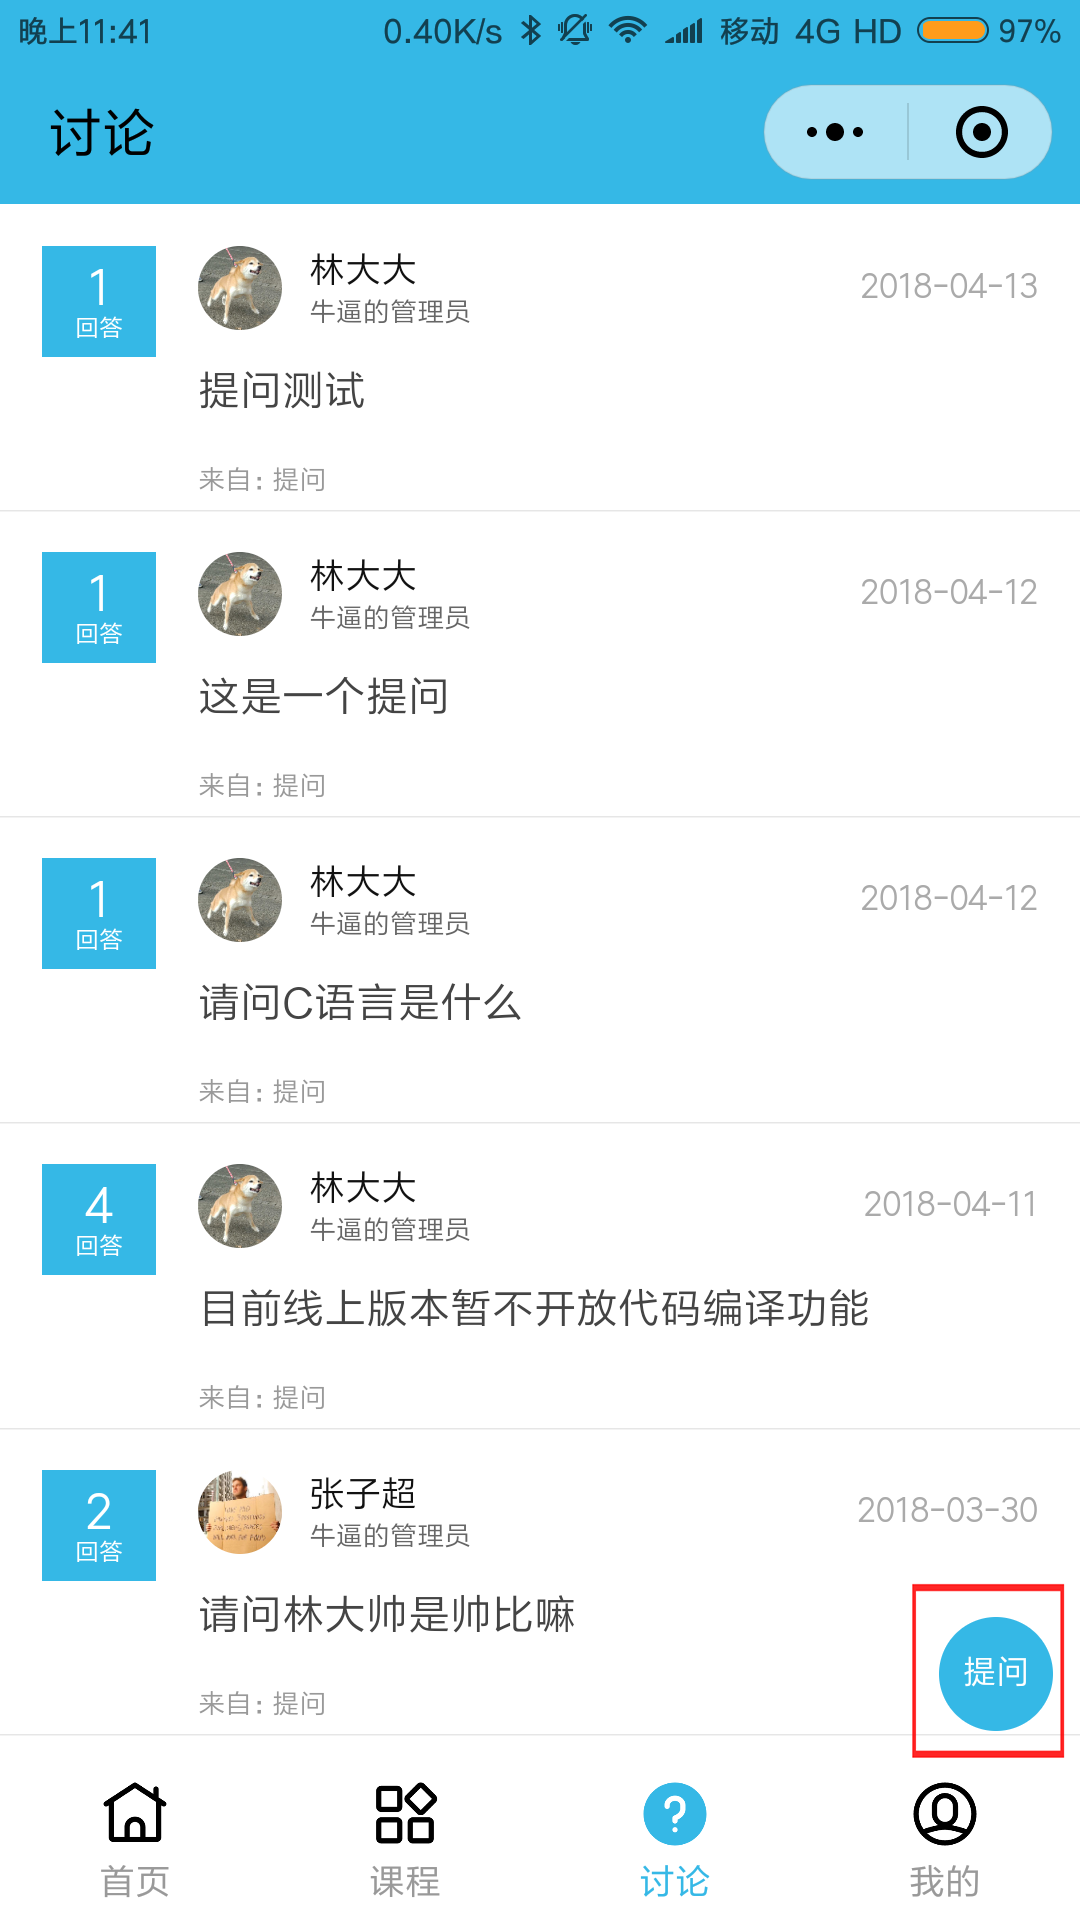 晚上11:41 0.40K/s 移动 4G HD 97%
讨论
1
回答
林大大
牛逼的管理员
2018-04-13
提问测试
来自: 提问
1
回答
林大大
牛逼的管理员
2018-04-12
这是一个提问
来自: 提问
1
回答
林大大
牛逼的管理员
2018-04-12
请问C语言是什么
来自: 提问
4
回答
林大大
牛逼的管理员
2018-04-11
目前线上版本暂不开放代码编译功能
来自: 提问
2
回答
张子超
牛逼的管理员
2018-03-30
请问林大帅是帅比嘛
来自: 提问
提问
首页 课程 讨论 我的